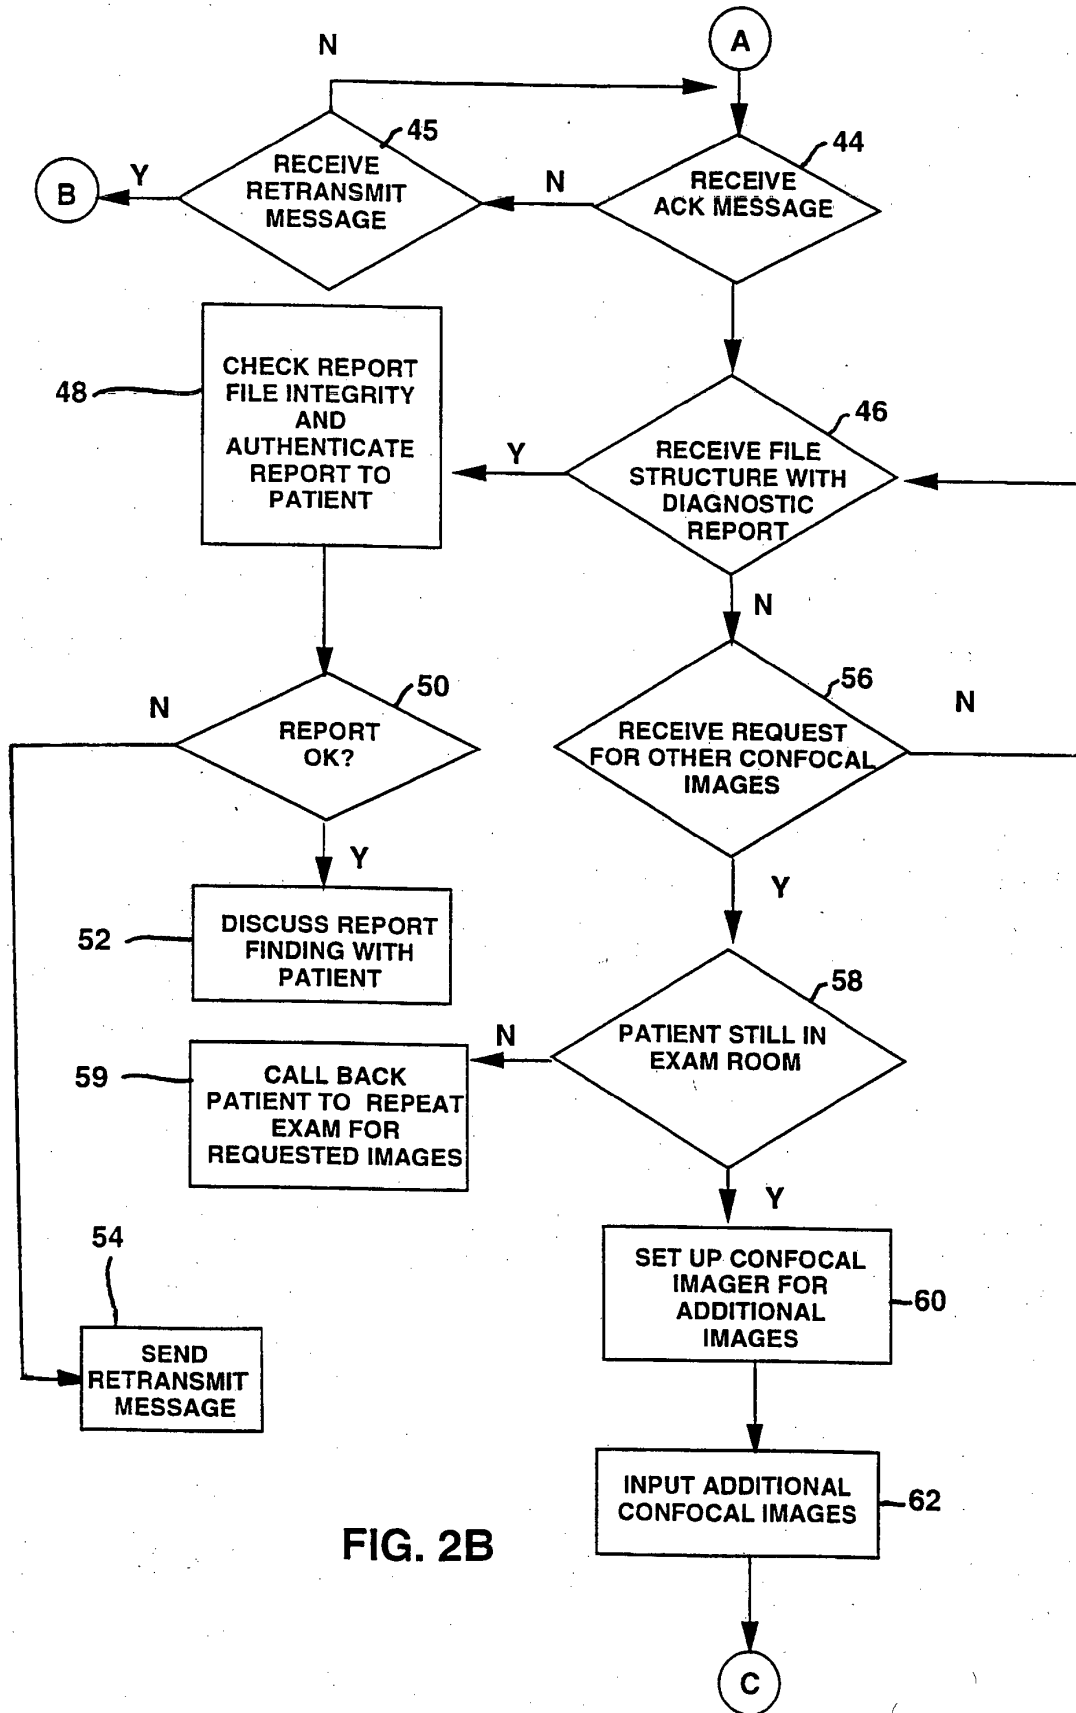 A
N
45
RECEIVE
RETRANSMIT
MESSAGE
Y
B
N
44
RECEIVE
ACK MESSAGE
48
CHECK REPORT
FILE INTEGRITY
AND
AUTHENTICATE
REPORT TO
PATIENT
Y
46
RECEIVE FILE
STRUCTURE WITH
DIAGNOSTIC
REPORT
N
N
50
REPORT
OK?
56
RECEIVE REQUEST
FOR OTHER CONFOCAL
IMAGES
N
Y
52
DISCUSS REPORT
FINDING WITH
PATIENT
Y
58
PATIENT STILL IN
EXAM ROOM
N
59
CALL BACK
PATIENT TO REPEAT
EXAM FOR
REQUESTED IMAGES
Y
54
SEND
RETRANSMIT
MESSAGE
SET UP CONFOCAL
IMAGER FOR
ADDITIONAL
IMAGES
60
INPUT ADDITIONAL
CONFOCAL IMAGES
62
FIG. 2B
C